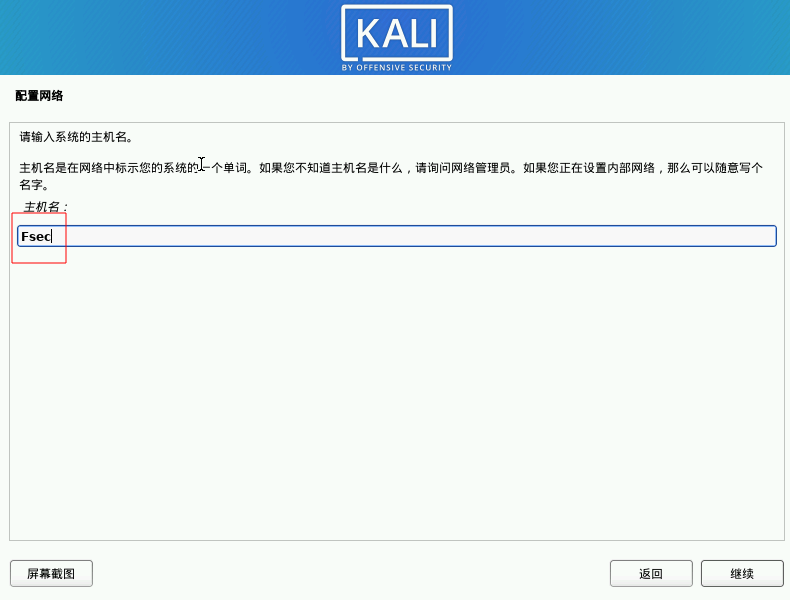 KALI
BY OFFENSIVE SECURITY
配置网络
请输入系统的主机名。
主机名是在网络中标示您的系统的一个单词。如果您不知道主机名是什么，请询问网络管理员。如果您正在设置内部网络，那么可以随意写个
名字。
主机名：
Fsec
屏幕截图
返回
继续